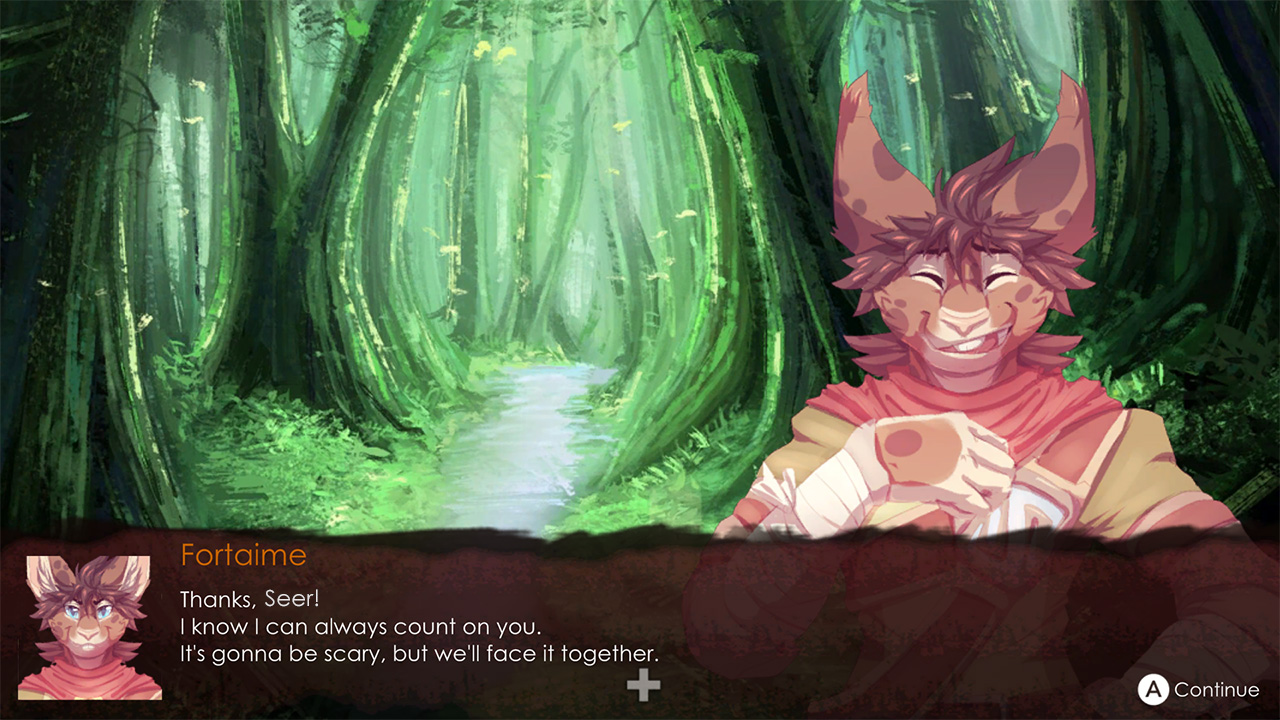 Fortaime
Thanks, Seer!
I know I can always count on you.
It's gonna be scary, but we'll face it together.
A Continue